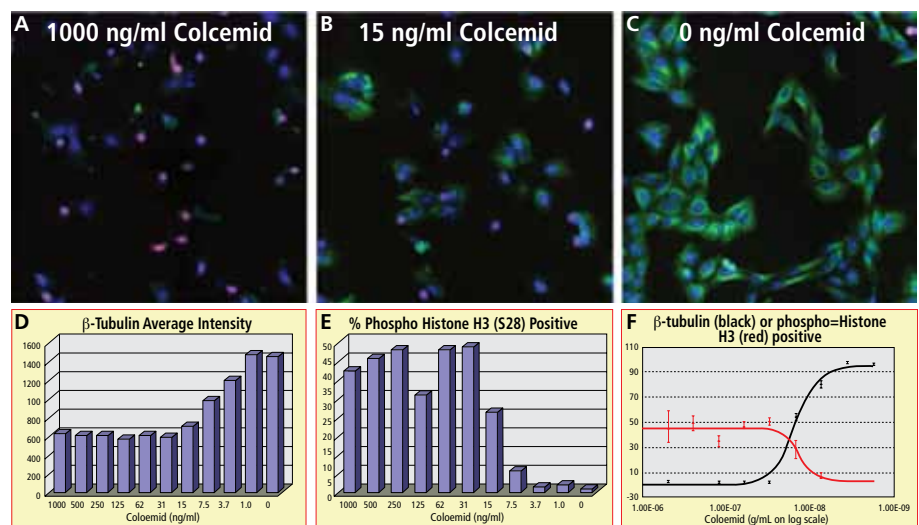 A 1000 ng/ml Colcemid
B 15 ng/ml Colcemid
C 0 ng/ml Colcemid
D β-Tubulin Average Intensity
1600
1400
1200
1000
800
600
400
200
0
1000 500 250 125 62 31 15 7.5 3.7 1.0 0
Coloemid (ng/ml)
E % Phospho Histone H3 (S28) Positive
50
45
40
35
30
25
20
15
10
5
0
1000 500 250 125 62 31 15 7.5 3.7 1.0 0
Coloemid (ng/ml)
F β-tubulin (black) or phospho=Histone
H3 (red) positive
110
90
70
50
30
10
-30
1.00E-06 1.00E-07 1.00E-08 1.00E-09
Coloemid (g/mL on log scale)